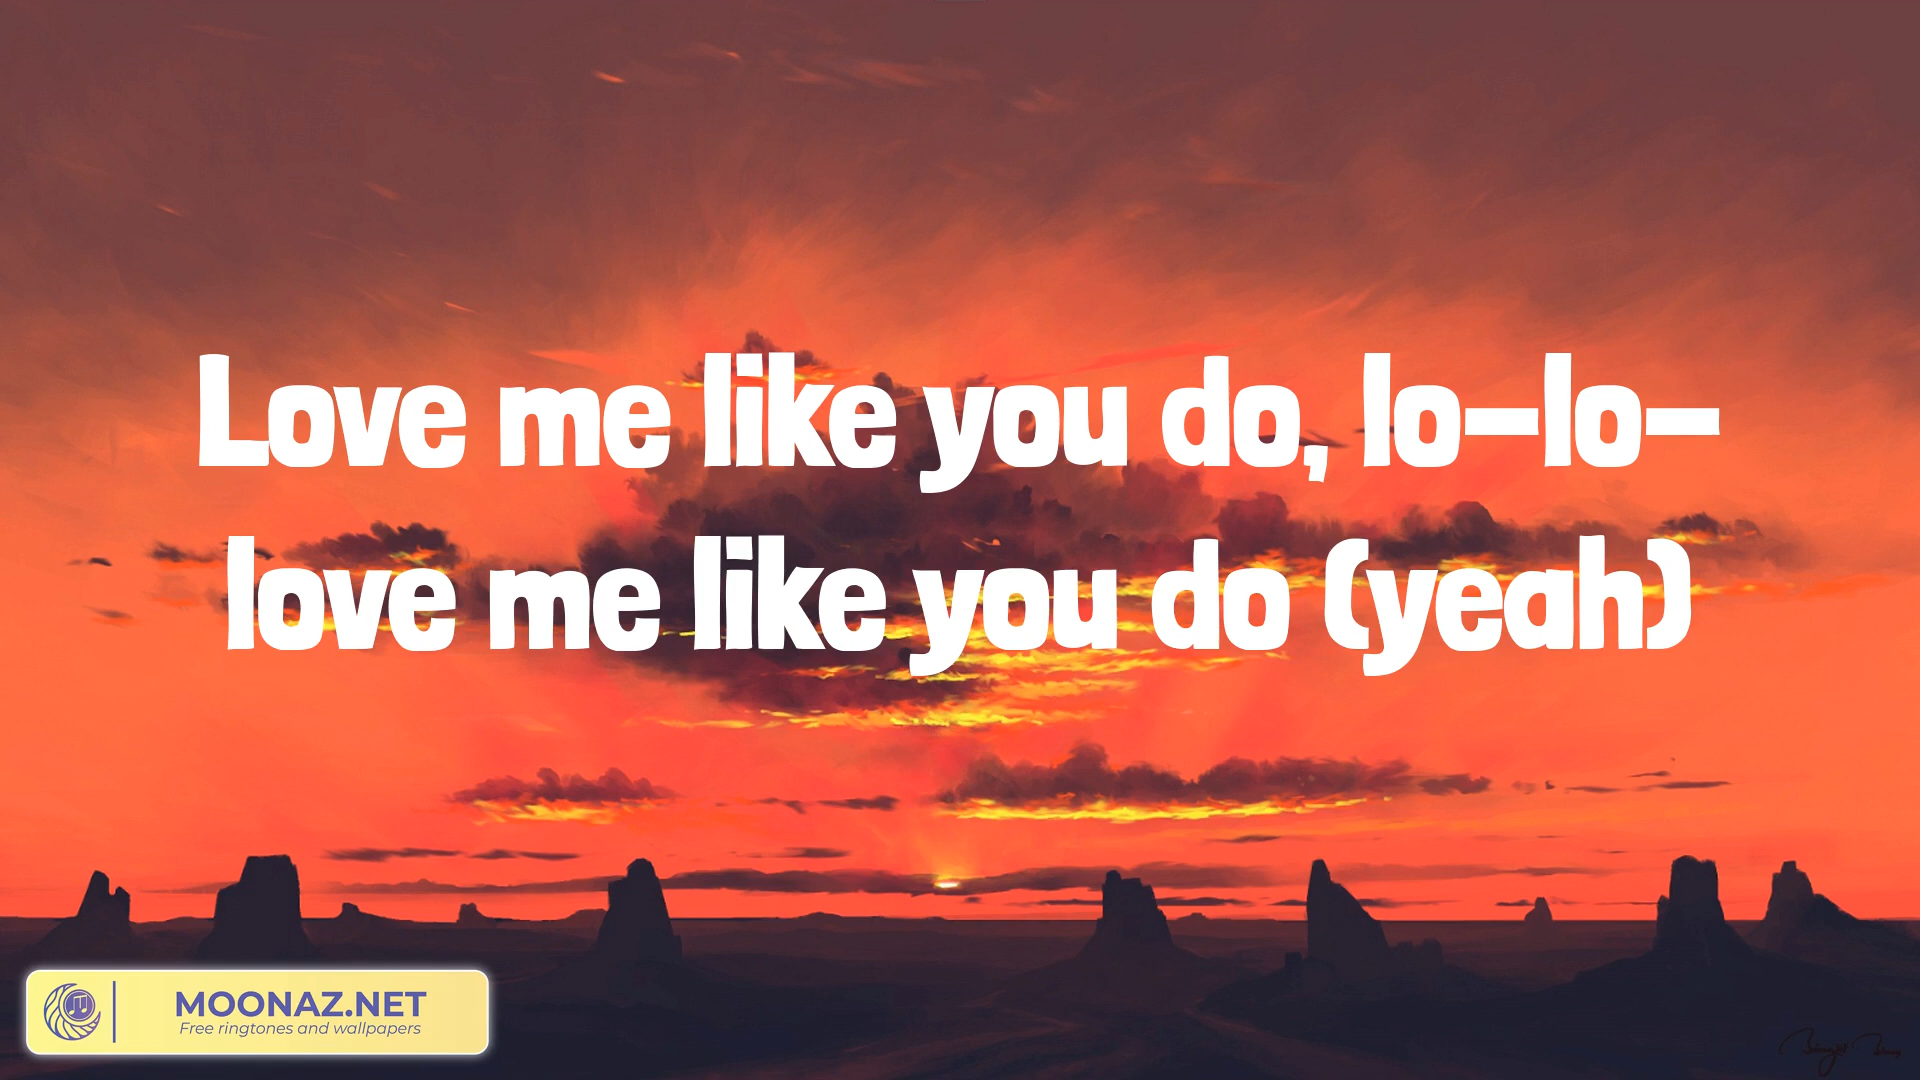 Love me like you do, lo-lo-
love me like you do (yeah)
MOONAZ.NET
Free ringtones and wallpapers